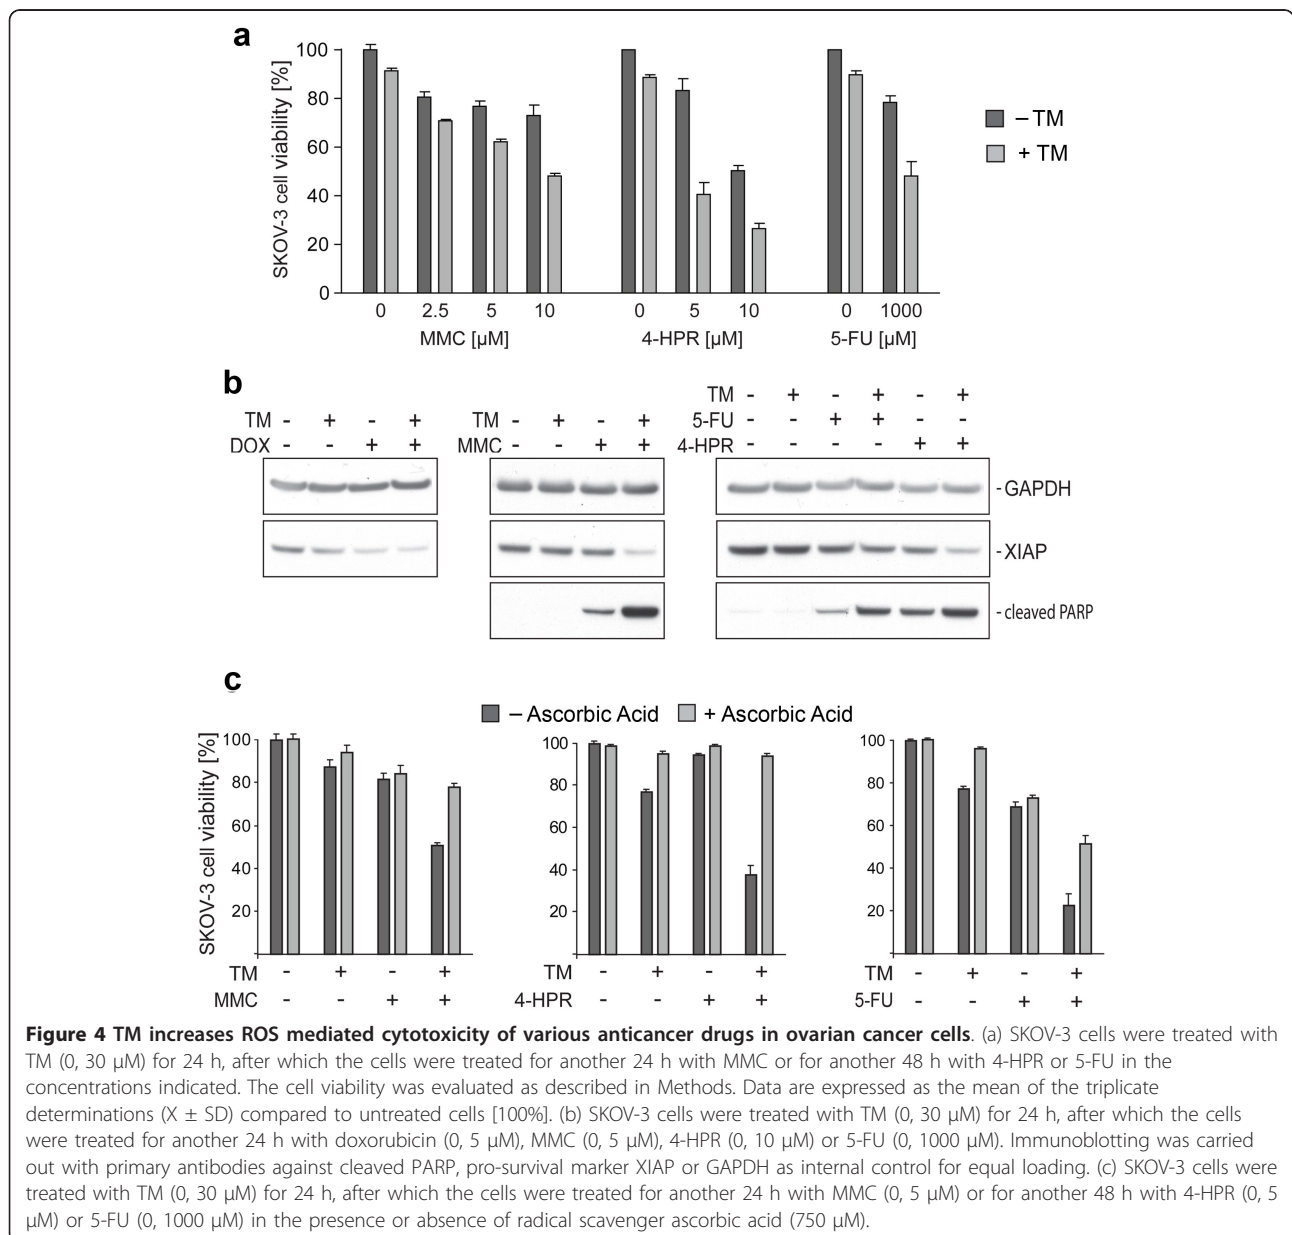 a
SKOV-3 cell viability [%]
100
80
60
40
20
0
0 2.5 5 10 0 5 10 0 1000
MMC [µM] 4-HPR [µM] 5-FU [µM]
– TM
+ TM
b
TM - + - +
DOX - - + +
TM - + - +
MMC - - + +
TM - + - + - +
5-FU - - + + - -
4-HPR - - - - + +
-GAPDH
-XIAP
-cleaved PARP
c
– Ascorbic Acid + Ascorbic Acid
SKOV-3 cell viability [%]
100
80
60
40
20
TM - + - +
MMC - - + +
100
80
60
40
20
TM - + - +
4-HPR - - + +
100
80
60
40
20
TM - + - +
5-FU - - + +
Figure 4 TM increases ROS mediated cytotoxicity of various anticancer drugs in ovarian cancer cells. (a) SKOV-3 cells were treated with
TM (0, 30 µM) for 24 h, after which the cells were treated for another 24 h with MMC or for another 48 h with 4-HPR or 5-FU in the
concentrations indicated. The cell viability was evaluated as described in Methods. Data are expressed as the mean of the triplicate
determinations (X ± SD) compared to untreated cells [100%]. (b) SKOV-3 cells were treated with TM (0, 30 µM) for 24 h, after which the cells
were treated for another 24 h with doxorubicin (0, 5 µM), MMC (0, 5 µM), 4-HPR (0, 10 µM) or 5-FU (0, 1000 µM). Immunoblotting was carried
out with primary antibodies against cleaved PARP, pro-survival marker XIAP or GAPDH as internal control for equal loading. (c) SKOV-3 cells were
treated with TM (0, 30 µM) for 24 h, after which the cells were treated for another 24 h with MMC (0, 5 µM) or for another 48 h with 4-HPR (0, 5
µM) or 5-FU (0, 1000 µM) in the presence or absence of radical scavenger ascorbic acid (750 µM).